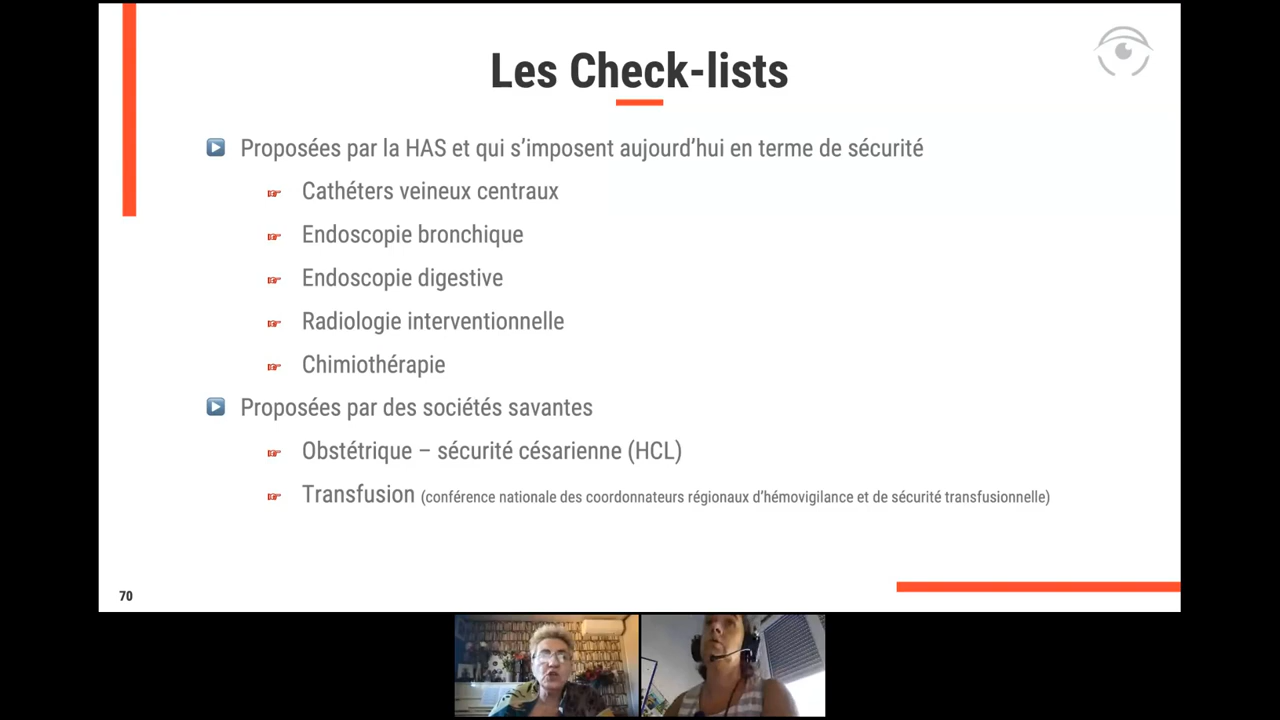 Les Check-lists
Proposées par la HAS et qui s’imposent aujourd’hui en terme de sécurité
Cathéters veineux centraux
Endoscopie bronchique
Endoscopie digestive
Radiologie interventionnelle
Chimiothérapie
Proposées par des sociétés savantes
Obstétrique – sécurité césarienne (HCL)
Transfusion (conférence nationale des coordonnateurs régionaux d’hémovigilance et de sécurité transfusionnelle)
70